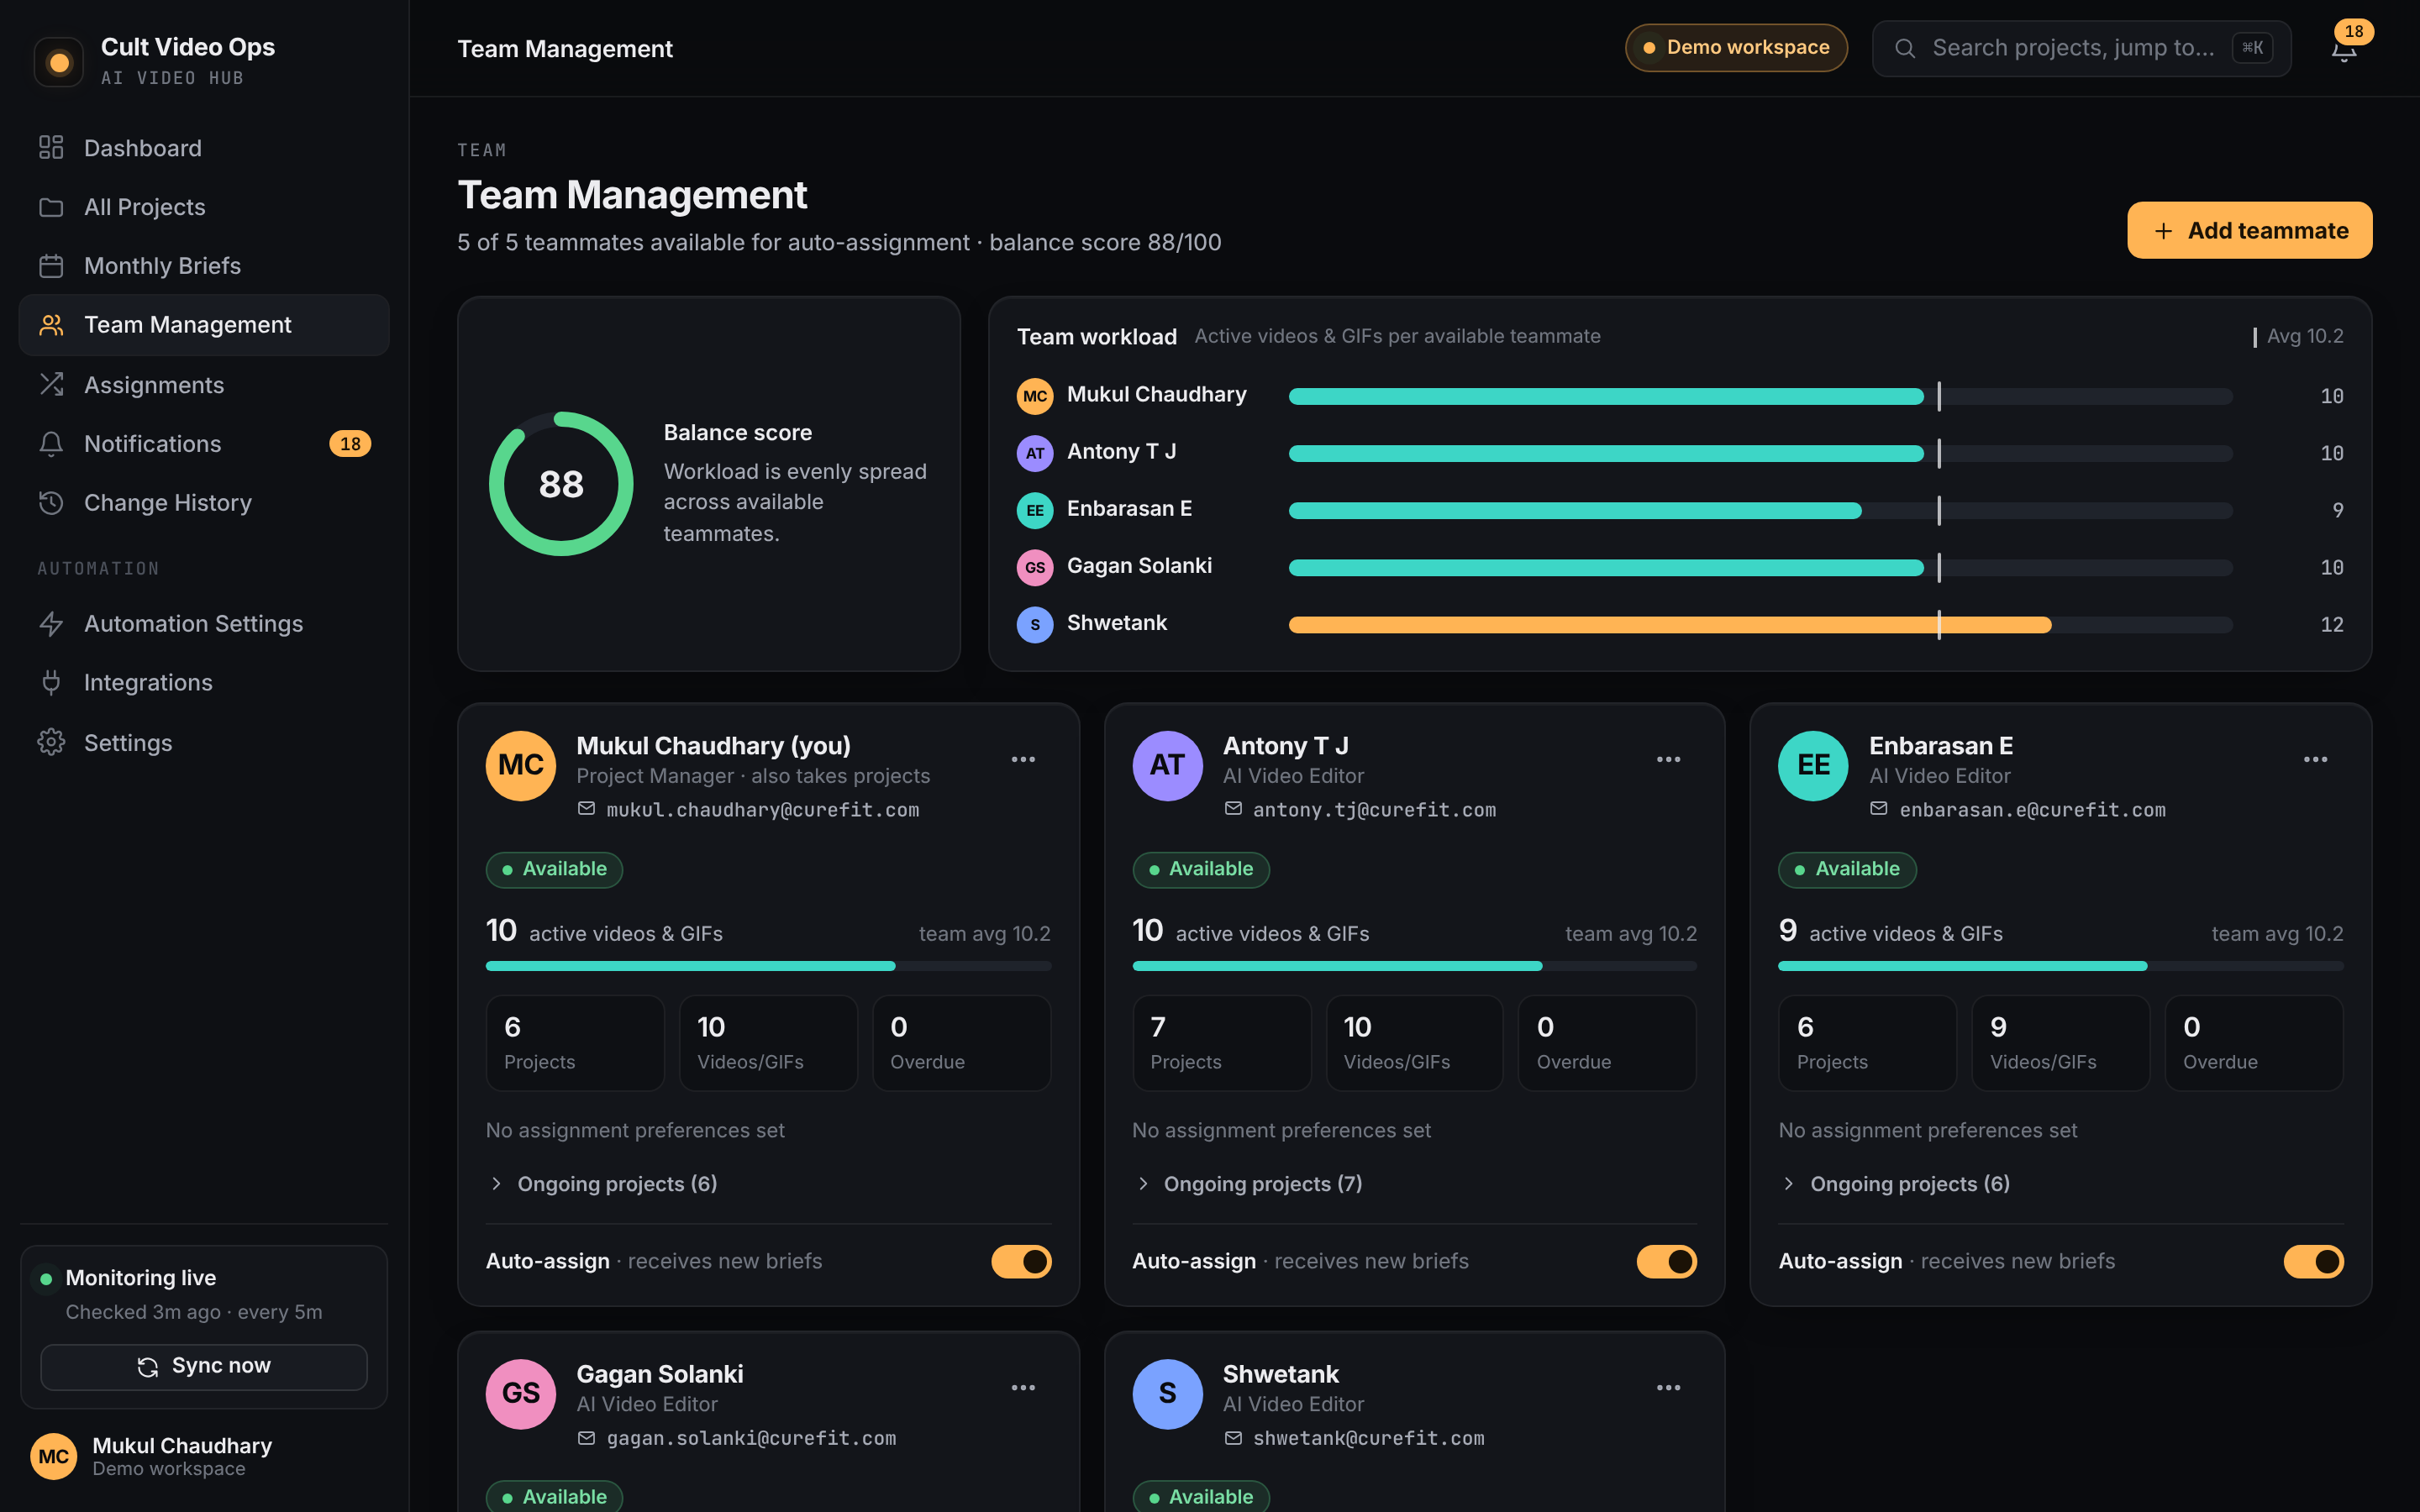 Cult Video Ops
AI VIDEO HUB
Dashboard
All Projects
Monthly Briefs
Team Management
Assignments
Notifications 18
Change History
AUTOMATION
Automation Settings
Integrations
Settings
Monitoring live
Checked 3m ago · every 5m
Sync now
MC Mukul Chaudhary
Demo workspace
Team Management
Demo workspace
Search projects, jump to... ⌘K
18
TEAM
Team Management
5 of 5 teammates available for auto-assignment · balance score 88/100
+ Add teammate
88
Balance score
Workload is evenly spread
across available
teammates.
Team workload Active videos & GIFs per available teammate Avg 10.2
MC Mukul Chaudhary 10
AT Antony T J 10
EE Enbarasan E 9
GS Gagan Solanki 10
S Shwetank 12
MC
Mukul Chaudhary (you)
Project Manager · also takes projects
mukul.chaudhary@curefit.com
Available
10 active videos & GIFs team avg 10.2
6 10 0
Projects Videos/GIFs Overdue
No assignment preferences set
Ongoing projects (6)
Auto-assign · receives new briefs
AT
Antony T J
AI Video Editor
antony.tj@curefit.com
Available
10 active videos & GIFs team avg 10.2
7 10 0
Projects Videos/GIFs Overdue
No assignment preferences set
Ongoing projects (7)
Auto-assign · receives new briefs
EE
Enbarasan E
AI Video Editor
enbarasan.e@curefit.com
Available
9 active videos & GIFs team avg 10.2
6 9 0
Projects Videos/GIFs Overdue
No assignment preferences set
Ongoing projects (6)
Auto-assign · receives new briefs
GS
Gagan Solanki
AI Video Editor
gagan.solanki@curefit.com
Available
S
Shwetank
AI Video Editor
shwetank@curefit.com
Available